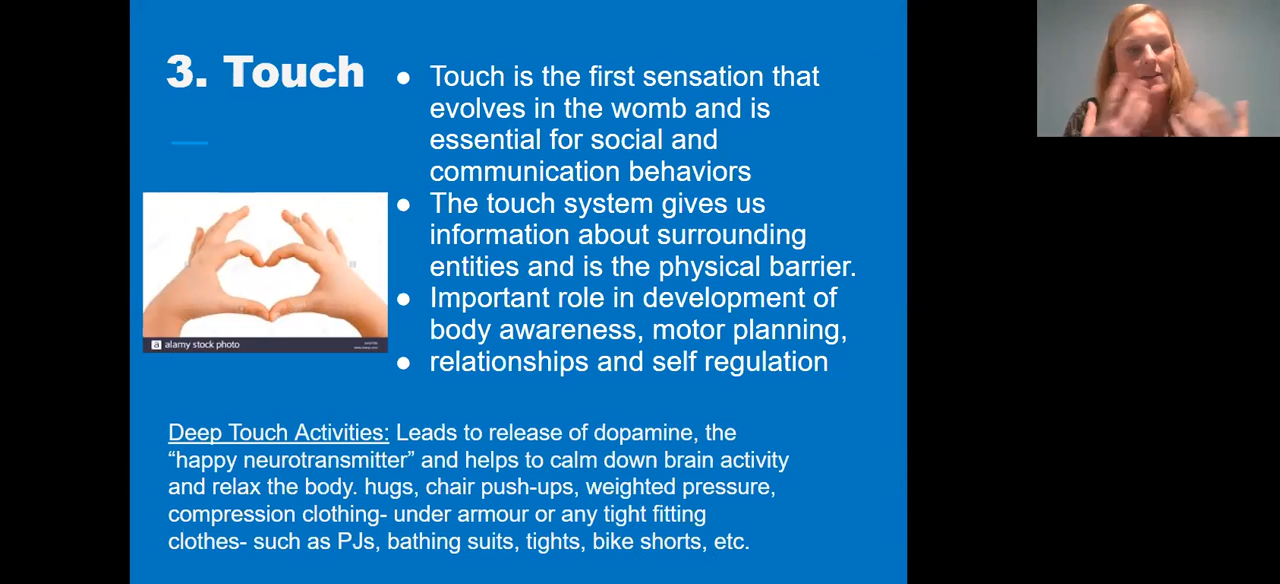 3. Touch
● Touch is the first sensation that
evolves in the womb and is
essential for social and
communication behaviors
● The touch system gives us
information about surrounding
entities and is the physical barrier.
● Important role in development of
body awareness, motor planning,
● relationships and self regulation
a alamy stock photo
Deep Touch Activities: Leads to release of dopamine, the
“happy neurotransmitter” and helps to calm down brain activity
and relax the body. hugs, chair push-ups, weighted pressure,
compression clothing- under armour or any tight fitting
clothes- such as PJs, bathing suits, tights, bike shorts, etc.